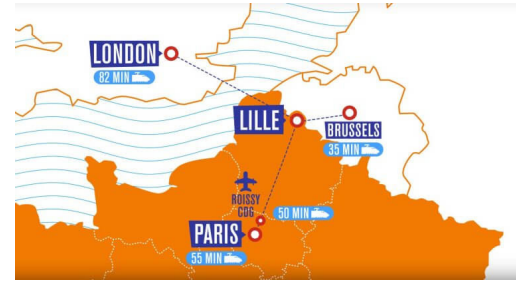 LONDON
82 MIN
LILLE
BRUSSELS
35 MIN
ROISSY
CDG
50 MIN
PARIS
55 MIN